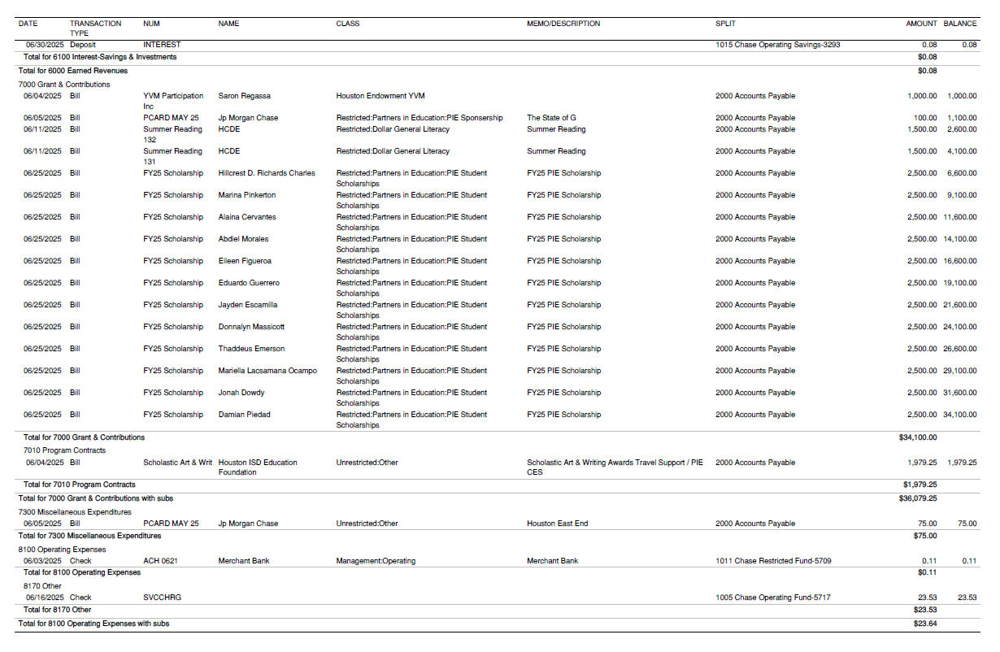 DATE TRANSACTION TYPE NUM NAME CLASS MEMO/DESCRIPTION SPLIT AMOUNT BALANCE
06/30/2025 Deposit INTEREST 1015 Chase Operating Savings-3293 0.08 0.08
Total for 6100 Interest-Savings & Investments $0.08
Total for 6000 Earned Revenues $0.08
7000 Grant & Contributions
06/04/2025 Bill YVM Participation Inc Saron Regassa Houston Endowment YVM 2000 Accounts Payable 1,000.00 1,000.00
06/05/2025 Bill PCARD MAY 25 Jp Morgan Chase Restricted:Partners in Education:PIE Sponsership The State of G 2000 Accounts Payable 100.00 1,100.00
06/11/2025 Bill Summer Reading 132 HCDE Restricted:Dollar General Literacy Summer Reading 2000 Accounts Payable 1,500.00 2,600.00
06/11/2025 Bill Summer Reading 131 HCDE Restricted:Dollar General Literacy Summer Reading 2000 Accounts Payable 1,500.00 4,100.00
06/25/2025 Bill FY25 Scholarship Hillcrest D. Richards Charles Restricted:Partners in Education:PIE Student Scholarships FY25 PIE Scholarship 2000 Accounts Payable 2,500.00 6,600.00
06/25/2025 Bill FY25 Scholarship Marina Pinkerton Restricted:Partners in Education:PIE Student Scholarships FY25 PIE Scholarship 2000 Accounts Payable 2,500.00 9,100.00
06/25/2025 Bill FY25 Scholarship Alaina Cervantes Restricted:Partners in Education:PIE Student Scholarships FY25 PIE Scholarship 2000 Accounts Payable 2,500.00 11,600.00
06/25/2025 Bill FY25 Scholarship Abdiel Morales Restricted:Partners in Education:PIE Student Scholarships FY25 PIE Scholarship 2000 Accounts Payable 2,500.00 14,100.00
06/25/2025 Bill FY25 Scholarship Eileen Figueroa Restricted:Partners in Education:PIE Student Scholarships FY25 PIE Scholarship 2000 Accounts Payable 2,500.00 16,600.00
06/25/2025 Bill FY25 Scholarship Eduardo Guerrero Restricted:Partners in Education:PIE Student Scholarships FY25 PIE Scholarship 2000 Accounts Payable 2,500.00 19,100.00
06/25/2025 Bill FY25 Scholarship Jayden Escamilla Restricted:Partners in Education:PIE Student Scholarships FY25 PIE Scholarship 2000 Accounts Payable 2,500.00 21,600.00
06/25/2025 Bill FY25 Scholarship Donnalyn Massicott Restricted:Partners in Education:PIE Student Scholarships FY25 PIE Scholarship 2000 Accounts Payable 2,500.00 24,100.00
06/25/2025 Bill FY25 Scholarship Thaddeus Emerson Restricted:Partners in Education:PIE Student Scholarships FY25 PIE Scholarship 2000 Accounts Payable 2,500.00 26,600.00
06/25/2025 Bill FY25 Scholarship Mariella Lacsamana Ocampo Restricted:Partners in Education:PIE Student Scholarships FY25 PIE Scholarship 2000 Accounts Payable 2,500.00 29,100.00
06/25/2025 Bill FY25 Scholarship Jonah Dowdy Restricted:Partners in Education:PIE Student Scholarships FY25 PIE Scholarship 2000 Accounts Payable 2,500.00 31,600.00
06/25/2025 Bill FY25 Scholarship Damian Piedad Restricted:Partners in Education:PIE Student Scholarships FY25 PIE Scholarship 2000 Accounts Payable 2,500.00 34,100.00
Total for 7000 Grant & Contributions $34,100.00
7010 Program Contracts
06/04/2025 Bill Scholastic Art & Writ Houston ISD Education Foundation Unrestricted:Other Scholastic Art & Writing Awards Travel Support / PIE CES 2000 Accounts Payable 1,979.25 1,979.25
Total for 7010 Program Contracts $1,979.25
Total for 7000 Grant & Contributions with subs $36,079.25
7300 Miscellaneous Expenditures
06/05/2025 Bill PCARD MAY 25 Jp Morgan Chase Unrestricted:Other Houston East End 2000 Accounts Payable 75.00 75.00
Total for 7300 Miscellaneous Expenditures $75.00
8100 Operating Expenses
06/03/2025 Check ACH 0621 Merchant Bank Management:Operating Merchant Bank 1011 Chase Restricted Fund-5709 0.11 0.11
Total for 8100 Operating Expenses $0.11
8170 Other
06/16/2025 Check SVCCHRG 1005 Chase Operating Fund-5717 23.53 23.53
Total for 8170 Other $23.53
Total for 8100 Operating Expenses with subs $23.64